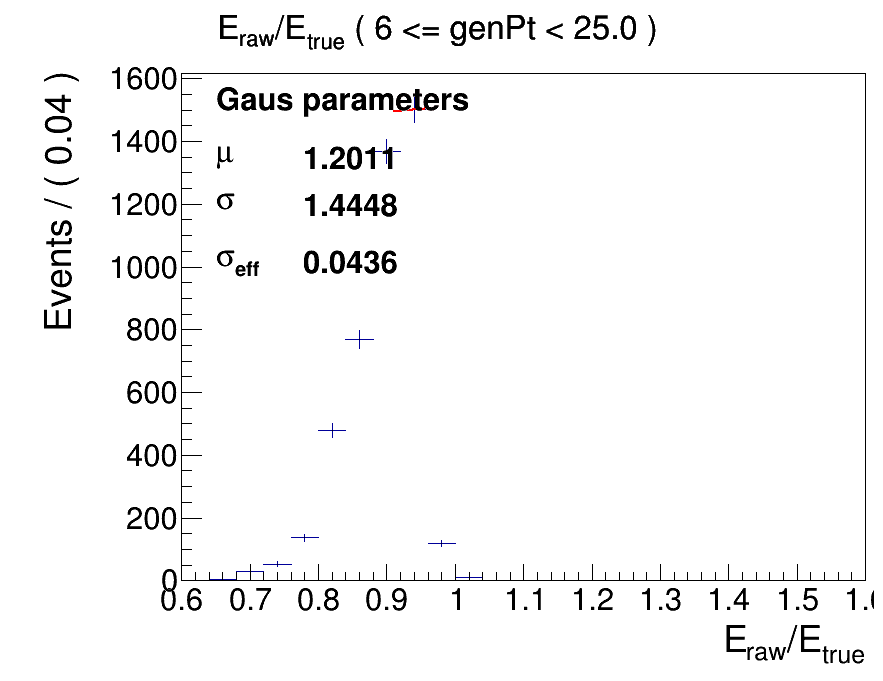 E_raw/E_true ( 6 <= genPt < 25.0 )
Events / ( 0.04 )
1600
1400
1200
1000
800
600
400
200
0
Gaus parameters
μ 1.2011
σ 1.4448
σ_eff 0.0436
0.6 0.7 0.8 0.9 1 1.1 1.2 1.3 1.4 1.5 1.6
E_raw/E_true